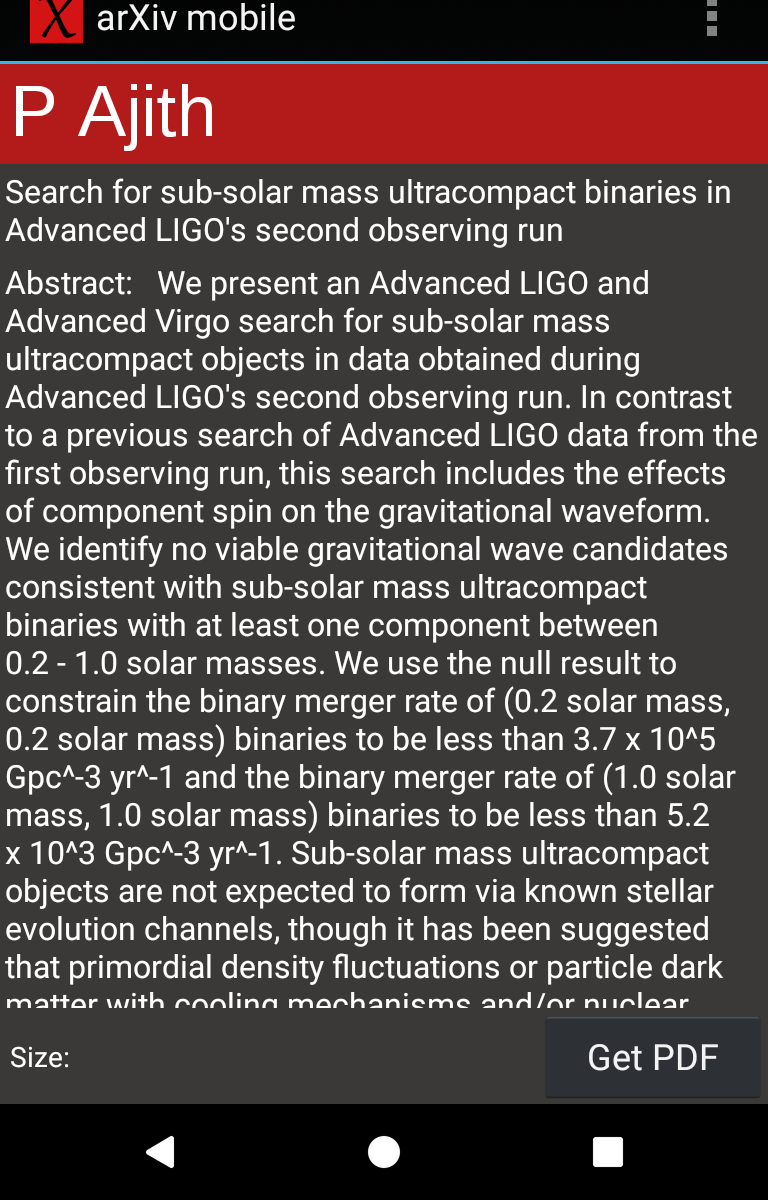 arXiv mobile
P Ajith
Search for sub-solar mass ultracompact binaries in
Advanced LIGO's second observing run
Abstract:   We present an Advanced LIGO and
Advanced Virgo search for sub-solar mass
ultracompact objects in data obtained during
Advanced LIGO's second observing run. In contrast
to a previous search of Advanced LIGO data from the
first observing run, this search includes the effects
of component spin on the gravitational waveform.
We identify no viable gravitational wave candidates
consistent with sub-solar mass ultracompact
binaries with at least one component between
0.2 - 1.0 solar masses. We use the null result to
constrain the binary merger rate of (0.2 solar mass,
0.2 solar mass) binaries to be less than 3.7 x 10^5
Gpc^-3 yr^-1 and the binary merger rate of (1.0 solar
mass, 1.0 solar mass) binaries to be less than 5.2
x 10^3 Gpc^-3 yr^-1. Sub-solar mass ultracompact
objects are not expected to form via known stellar
evolution channels, though it has been suggested
that primordial density fluctuations or particle dark
matter with cooling mechanisms and/or nuclear
Size:
Get PDF